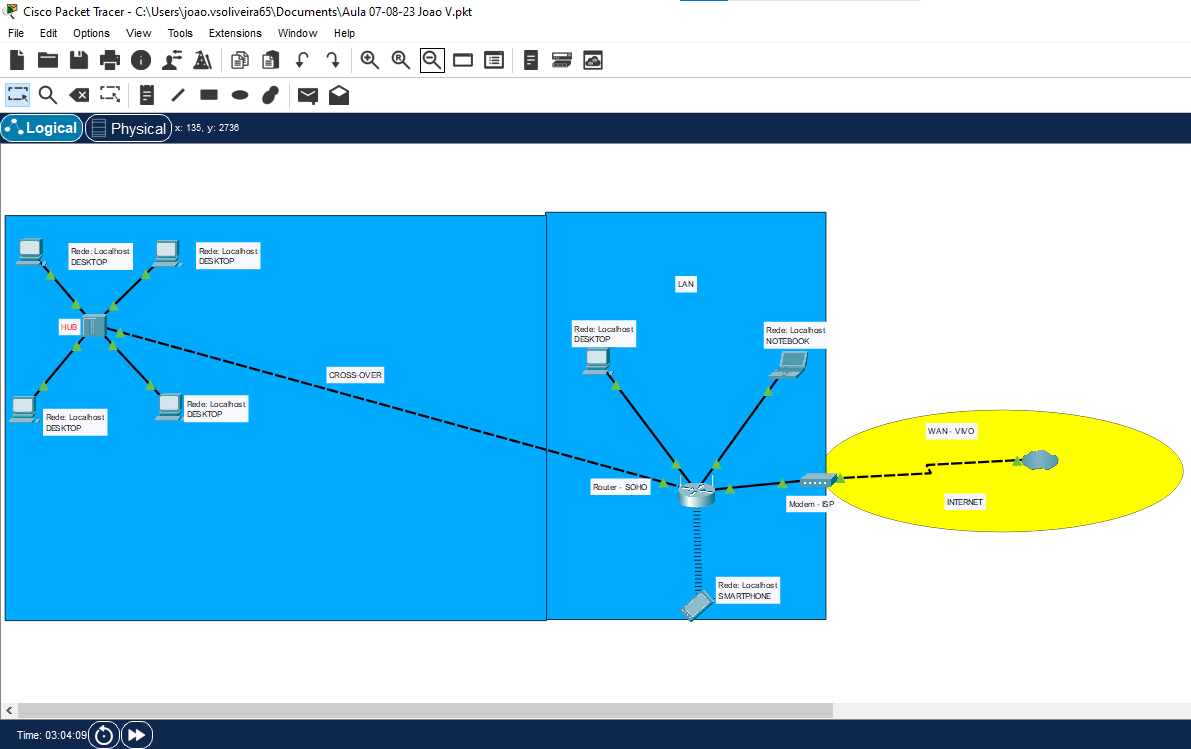 Cisco Packet Tracer - C:\Users\joao.vsoliveira65\Documents\Aula 07-08-23 Joao V.pkt
File Edit Options View Tools Extensions Window Help
Logical Physical x: 135, y: 2736
Rede: Localhost
DESKTOP
Rede: Localhost
DESKTOP
HUB
LAN
Rede: Localhost
DESKTOP
Rede: Localhost
NOTEBOOK
CROSS-OVER
Rede: Localhost
DESKTOP
Rede: Localhost
DESKTOP
WAN - VIVO
Router - SOHO
Modem - ISP
INTERNET
Rede: Localhost
SMARTPHONE
Time: 03:04:09